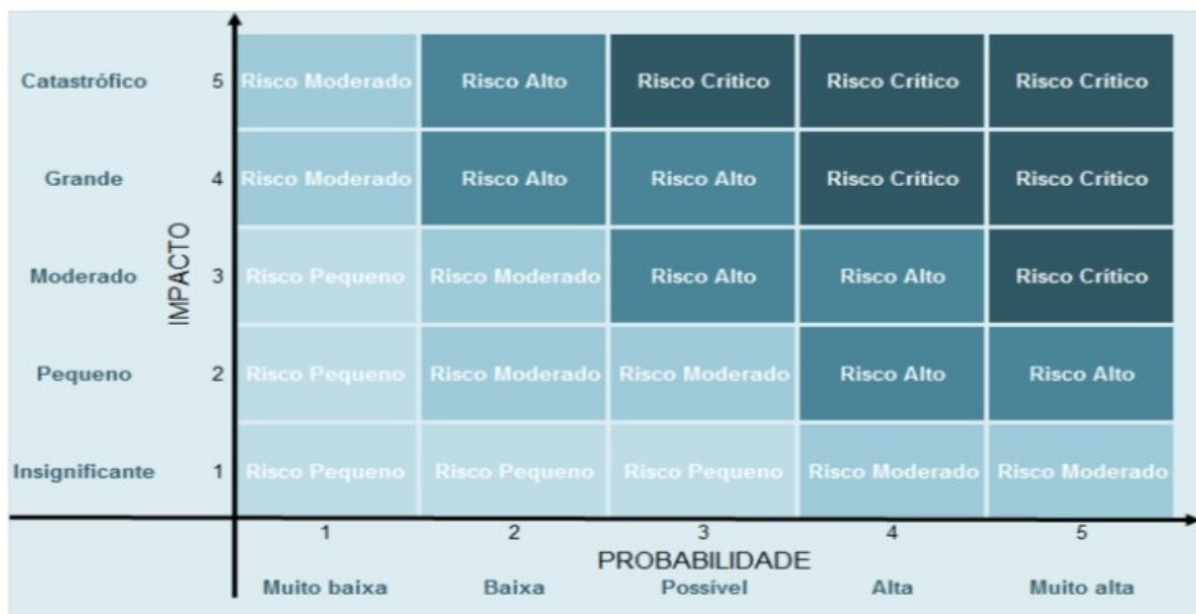 Catastrófico 5 Risco Moderado Risco Alto Risco Crítico Risco Crítico Risco Crítico
Grande 4 Risco Moderado Risco Alto Risco Alto Risco Crítico Risco Crítico
Moderado 3 Risco Pequeno Risco Moderado Risco Alto Risco Alto Risco Crítico
IMPACTO
Pequeno 2 Risco Pequeno Risco Moderado Risco Moderado Risco Alto Risco Alto
Insignificante 1 Risco Pequeno Risco Pequeno Risco Pequeno Risco Moderado Risco Moderado
1 2 3 4 5
PROBABILIDADE
Muito baixa Baixa Possível Alta Muito alta